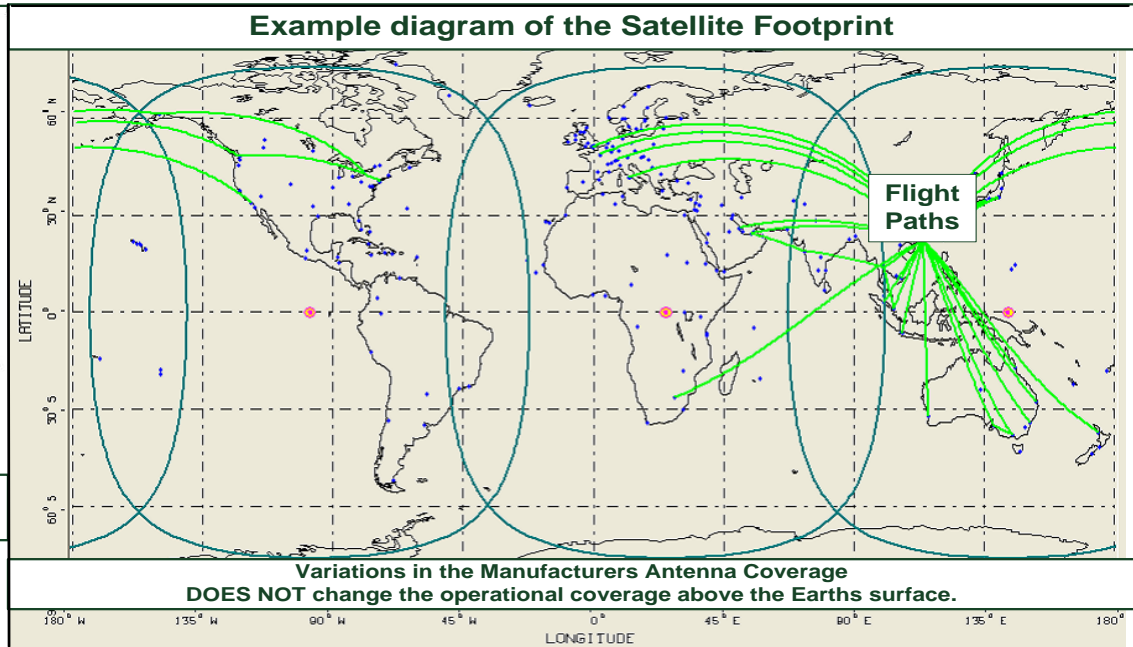 Example diagram of the Satellite Footprint
60° N
30° N
0°
30° S
60° S
LATITUDE
Flight
Paths
Variations in the Manufacturers Antenna Coverage
DOES NOT change the operational coverage above the Earths surface.
180° W
135° W
90° W
45° W
0°
45° E
90° E
135° E
180°
LONGITUDE